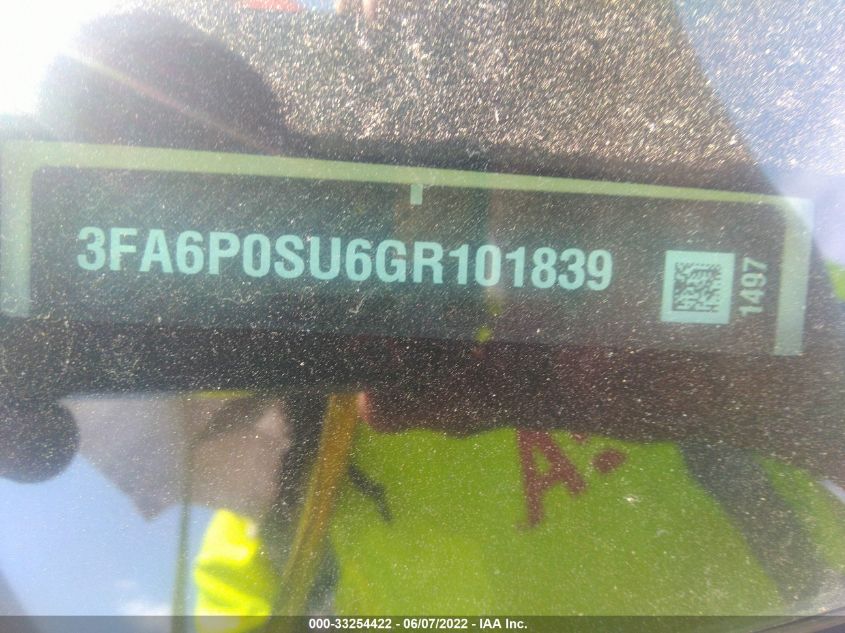 3FA6P0SU6GR101839
1497
A.
000-33254422 - 06/07/2022 - IAA Inc.